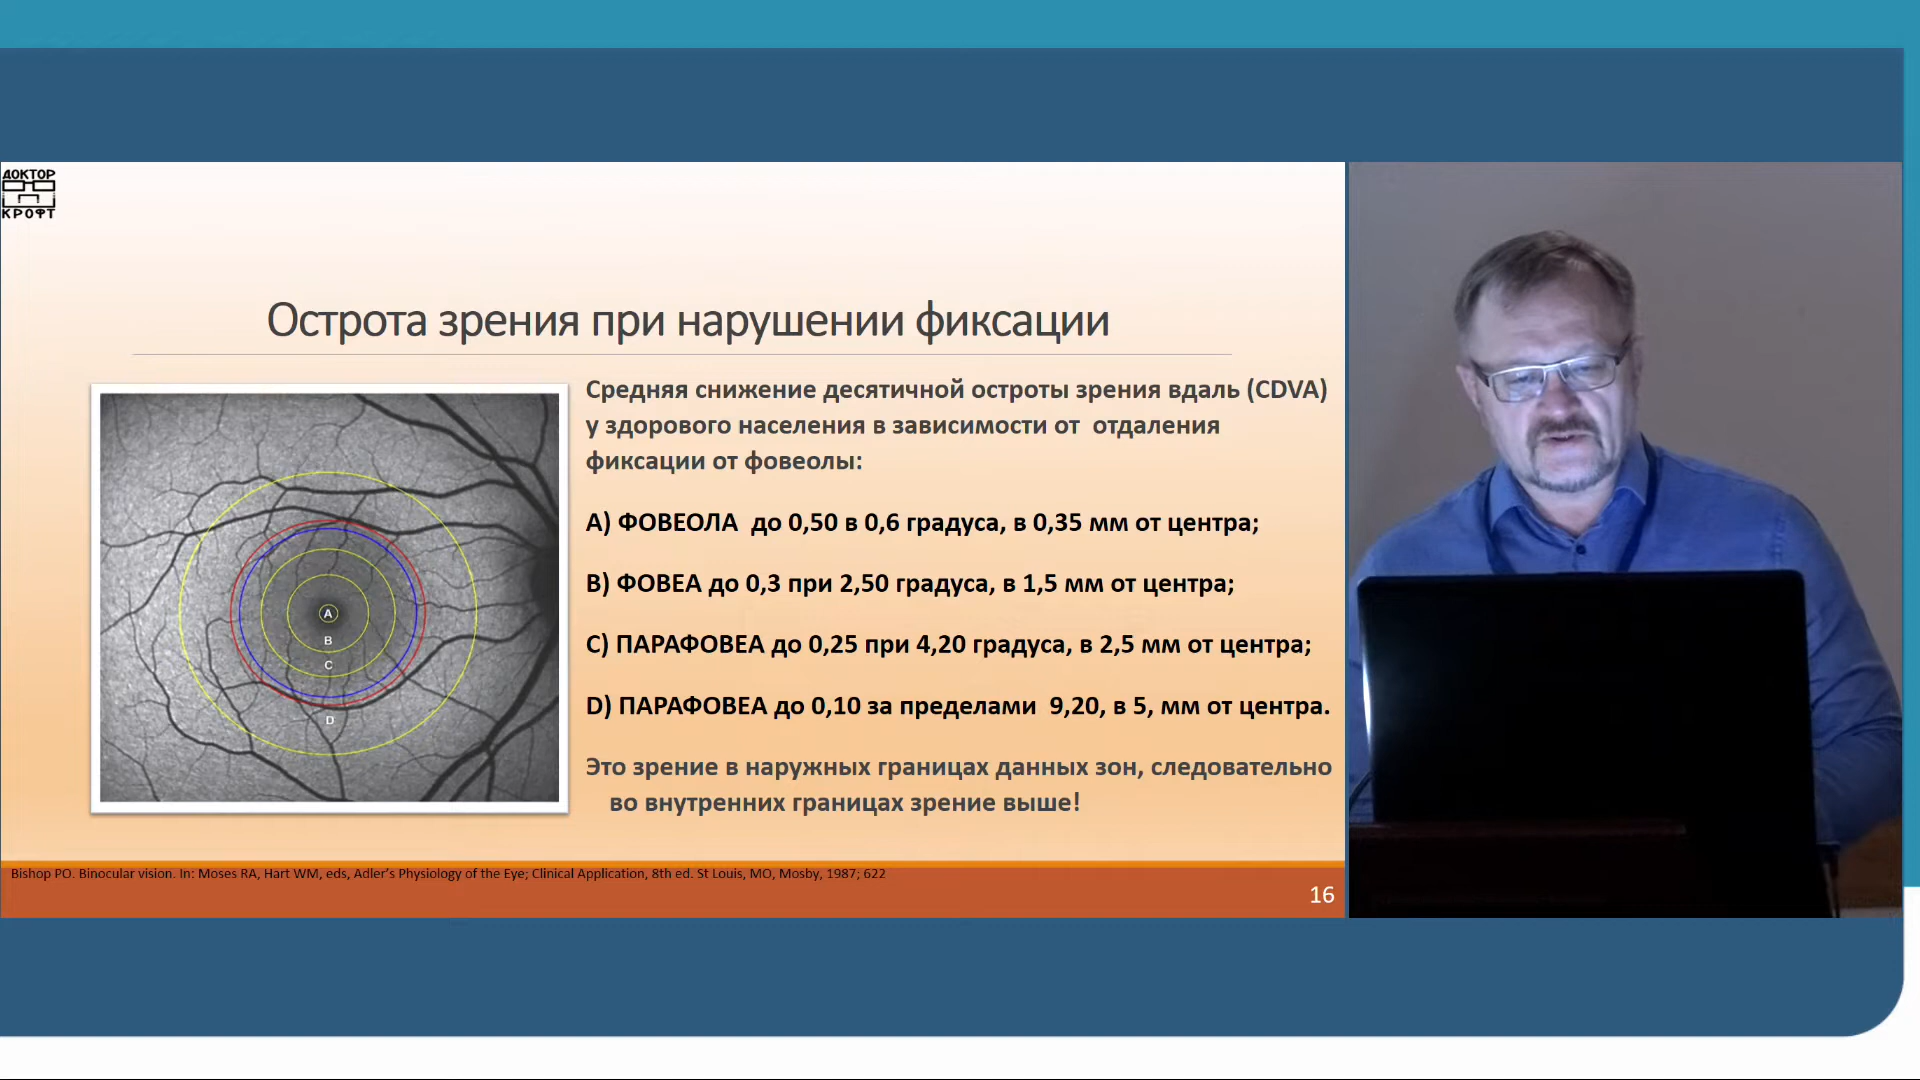 ДОКТОР
КРОФТ
Острота зрения при нарушении фиксации
Средняя снижение десятичной остроты зрения вдаль (CDVA)
у здорового населения в зависимости от отдаления
фиксации от фовеолы:
A) ФОВЕОЛА до 0,50 в 0,6 градуса, в 0,35 мм от центра;
B) ФОВЕА до 0,3 при 2,50 градуса, в 1,5 мм от центра;
C) ПАРАФОВЕА до 0,25 при 4,20 градуса, в 2,5 мм от центра;
D) ПАРАФОВЕА до 0,10 за пределами 9,20, в 5, мм от центра.
Это зрение в наружных границах данных зон, следовательно
во внутренних границах зрение выше!
A
B
C
D
Bishop PO. Binocular vision. In: Moses RA, Hart WM, eds, Adler's Physiology of the Eye; Clinical Application, 8th ed. St Louis, MO, Mosby, 1987; 622
16